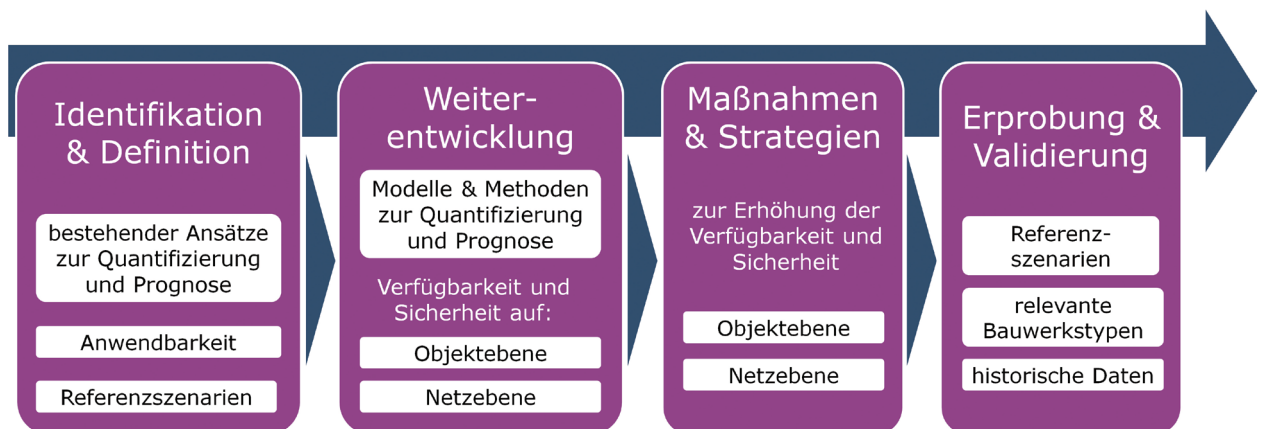 Identifikation
& Definition
bestehender Ansätze
zur Quantifizierung
und Prognose
Anwendbarkeit
Referenzszenarien
Weiter-
entwicklung
Modelle & Methoden
zur Quantifizierung
und Prognose
Verfügbarkeit und
Sicherheit auf:
Objektebene
Netzebene
Maßnahmen
& Strategien
zur Erhöhung der
Verfügbarkeit und
Sicherheit
Objektebene
Netzebene
Erprobung &
Validierung
Referenz-
szenarien
relevante
Bauwerkstypen
historische Daten